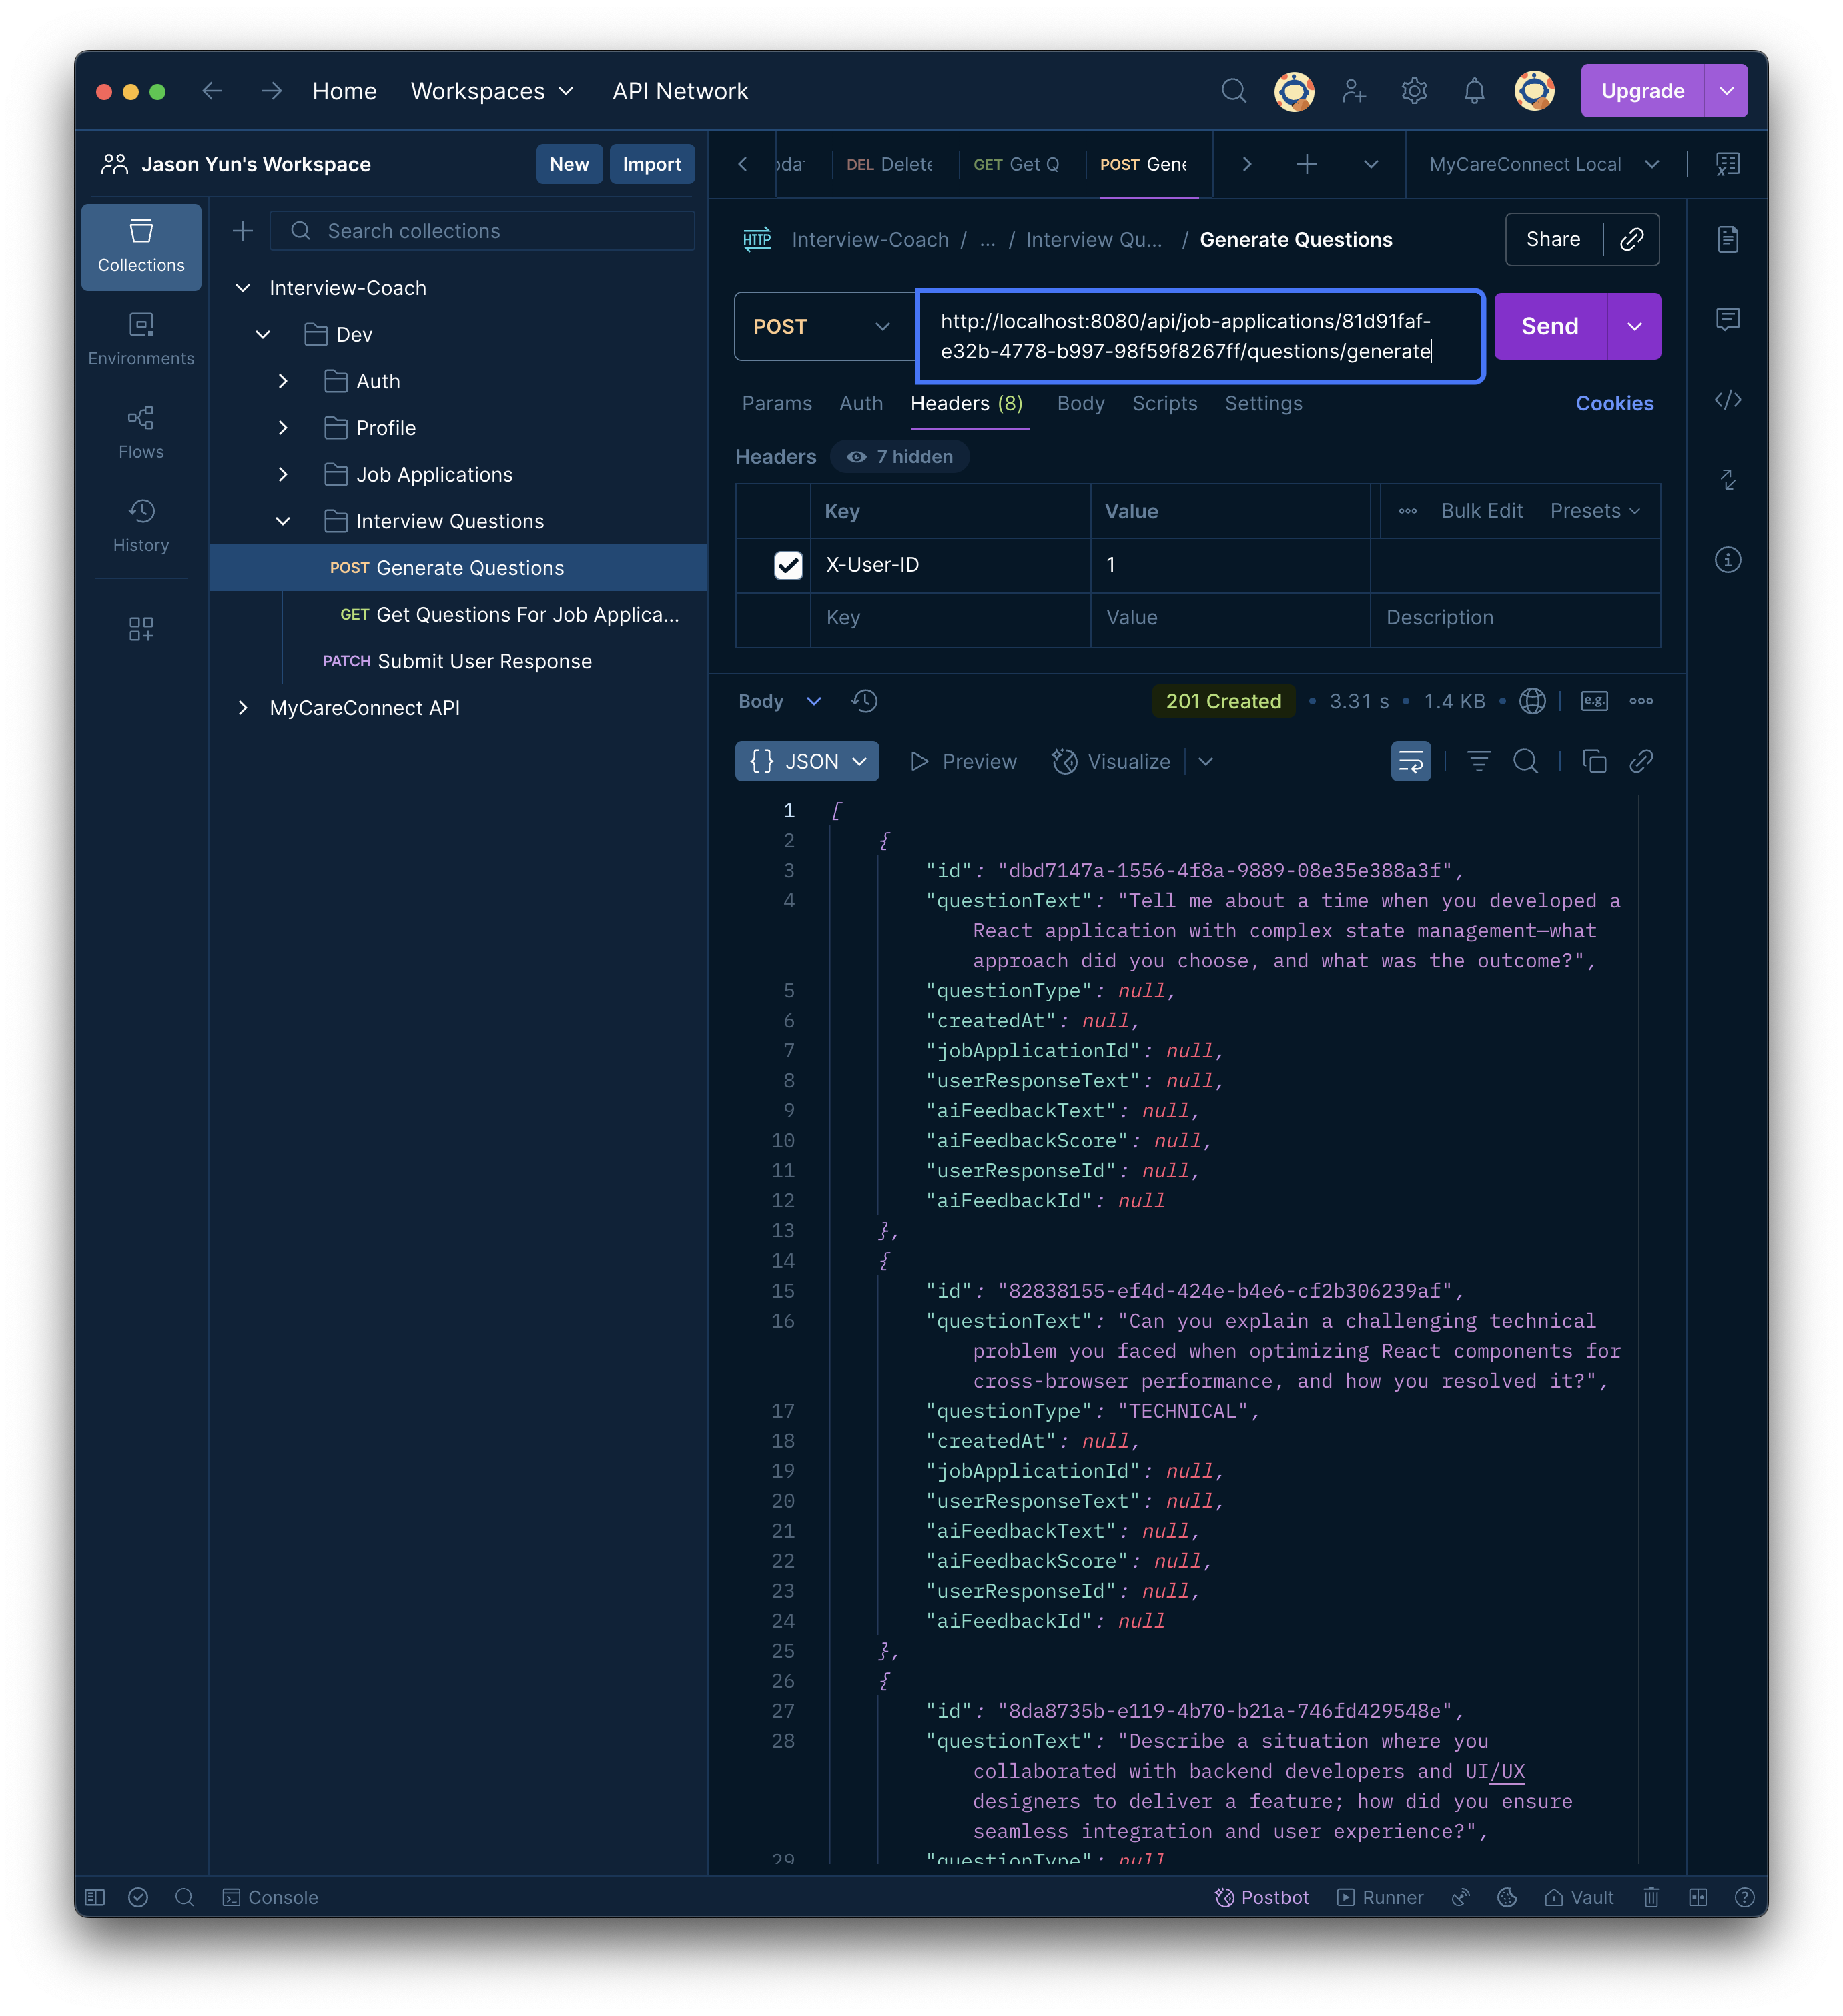 Home Workspaces API Network Upgrade
Jason Yun's Workspace New Import
DEL Delete GET Get Q POST Gene MyCareConnect Local
Collections
Environments
Flows
History
Search collections
Interview-Coach
Dev
Auth
Profile
Job Applications
Interview Questions
POST Generate Questions
GET Get Questions For Job Applica...
PATCH Submit User Response
MyCareConnect API
HTTP Interview-Coach / ... / Interview Qu... / Generate Questions Share
POST
http://localhost:8080/api/job-applications/81d91faf-
e32b-4778-b997-98f59f8267ff/questions/generate
Send
Params Auth Headers (8) Body Scripts Settings Cookies
Headers 7 hidden
Key Value Bulk Edit Presets
X-User-ID 1
Key Value Description
Body 201 Created • 3.31 s • 1.4 KB • e.g.
{} JSON Preview Visualize
1 [
2 {
3 "id": "dbd7147a-1556-4f8a-9889-08e35e388a3f",
4 "questionText": "Tell me about a time when you developed a
React application with complex state management—what
approach did you choose, and what was the outcome?",
5 "questionType": null,
6 "createdAt": null,
7 "jobApplicationId": null,
8 "userResponseText": null,
9 "aiFeedbackText": null,
10 "aiFeedbackScore": null,
11 "userResponseId": null,
12 "aiFeedbackId": null
13 },
14 {
15 "id": "82838155-ef4d-424e-b4e6-cf2b306239af",
16 "questionText": "Can you explain a challenging technical
problem you faced when optimizing React components for
cross-browser performance, and how you resolved it?",
17 "questionType": "TECHNICAL",
18 "createdAt": null,
19 "jobApplicationId": null,
20 "userResponseText": null,
21 "aiFeedbackText": null,
22 "aiFeedbackScore": null,
23 "userResponseId": null,
24 "aiFeedbackId": null
25 },
26 {
27 "id": "8da8735b-e119-4b70-b21a-746fd429548e",
28 "questionText": "Describe a situation where you
collaborated with backend developers and UI/UX
designers to deliver a feature; how did you ensure
seamless integration and user experience?",
29 "questionType": null
Console Postbot Runner Vault